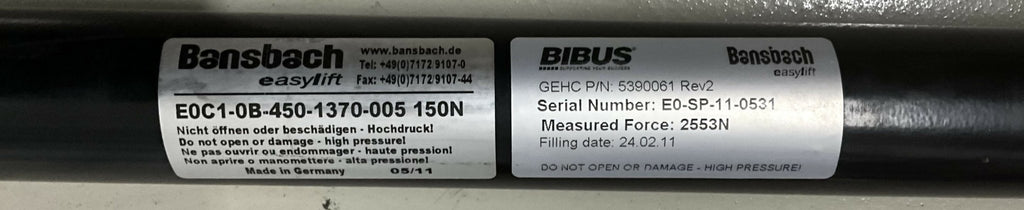 Bansbach
easylift
www.bansbach.de
Tel: +49(0)7172 9107-0
Fax: +49(0)7172 9107-44
E0C1-0B-450-1370-005 150N
Nicht öffnen oder beschädigen - Hochdruck!
Do not open or damage - high pressure!
Ne pas ouvrir ou endommager - haute pression!
Non aprire o manomettere - alta pressione!
Made in Germany 05/11
BIBUS®
SUPPORTING YOUR SUCCESS
Bansbach
easylift
GEHC P/N: 5390061 Rev2
Serial Number: E0-SP-11-0531
Measured Force: 2553N
Filling date: 24.02.11
DO NOT OPEN OR DAMAGE - HIGH PRESSURE!